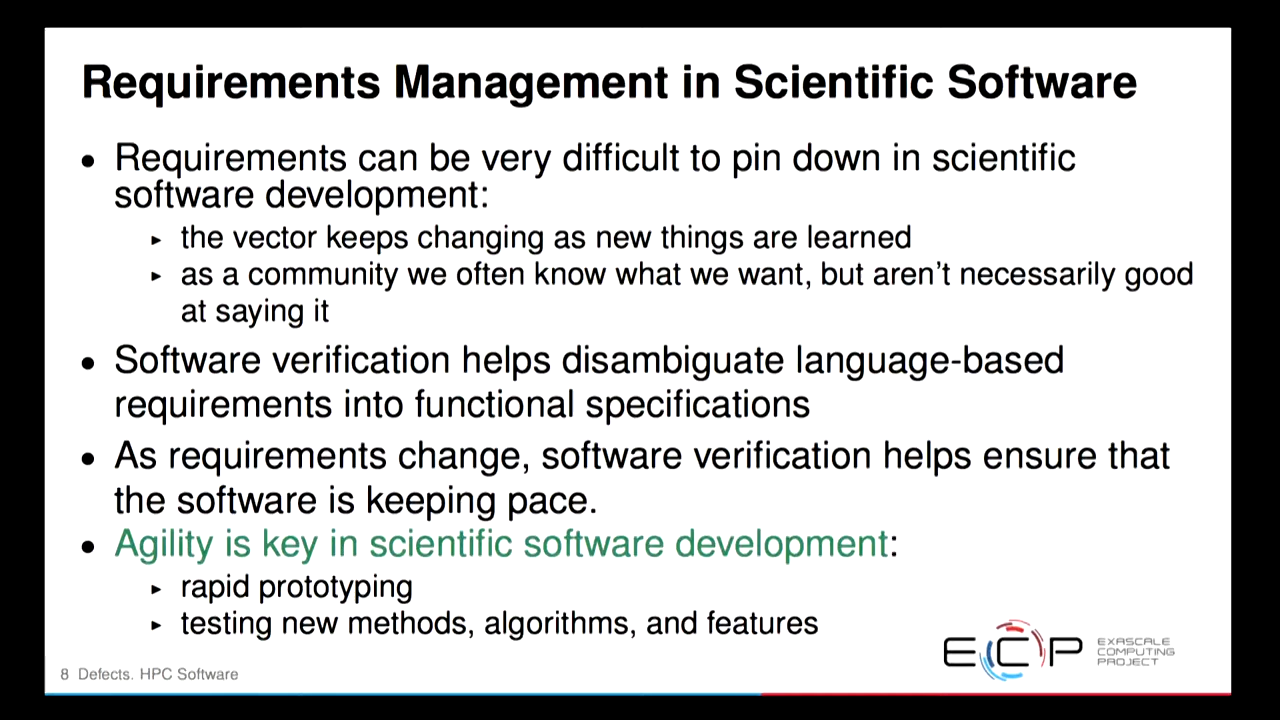 Requirements Management in Scientific Software
• Requirements can be very difficult to pin down in scientific
software development:
▸ the vector keeps changing as new things are learned
▸ as a community we often know what we want, but aren't necessarily good
at saying it
• Software verification helps disambiguate language-based
requirements into functional specifications
• As requirements change, software verification helps ensure that
the software is keeping pace.
• Agility is key in scientific software development:
▸ rapid prototyping
▸ testing new methods, algorithms, and features
ECP
EXASCALE
COMPUTING
PROJECT
8 Defects. HPC Software